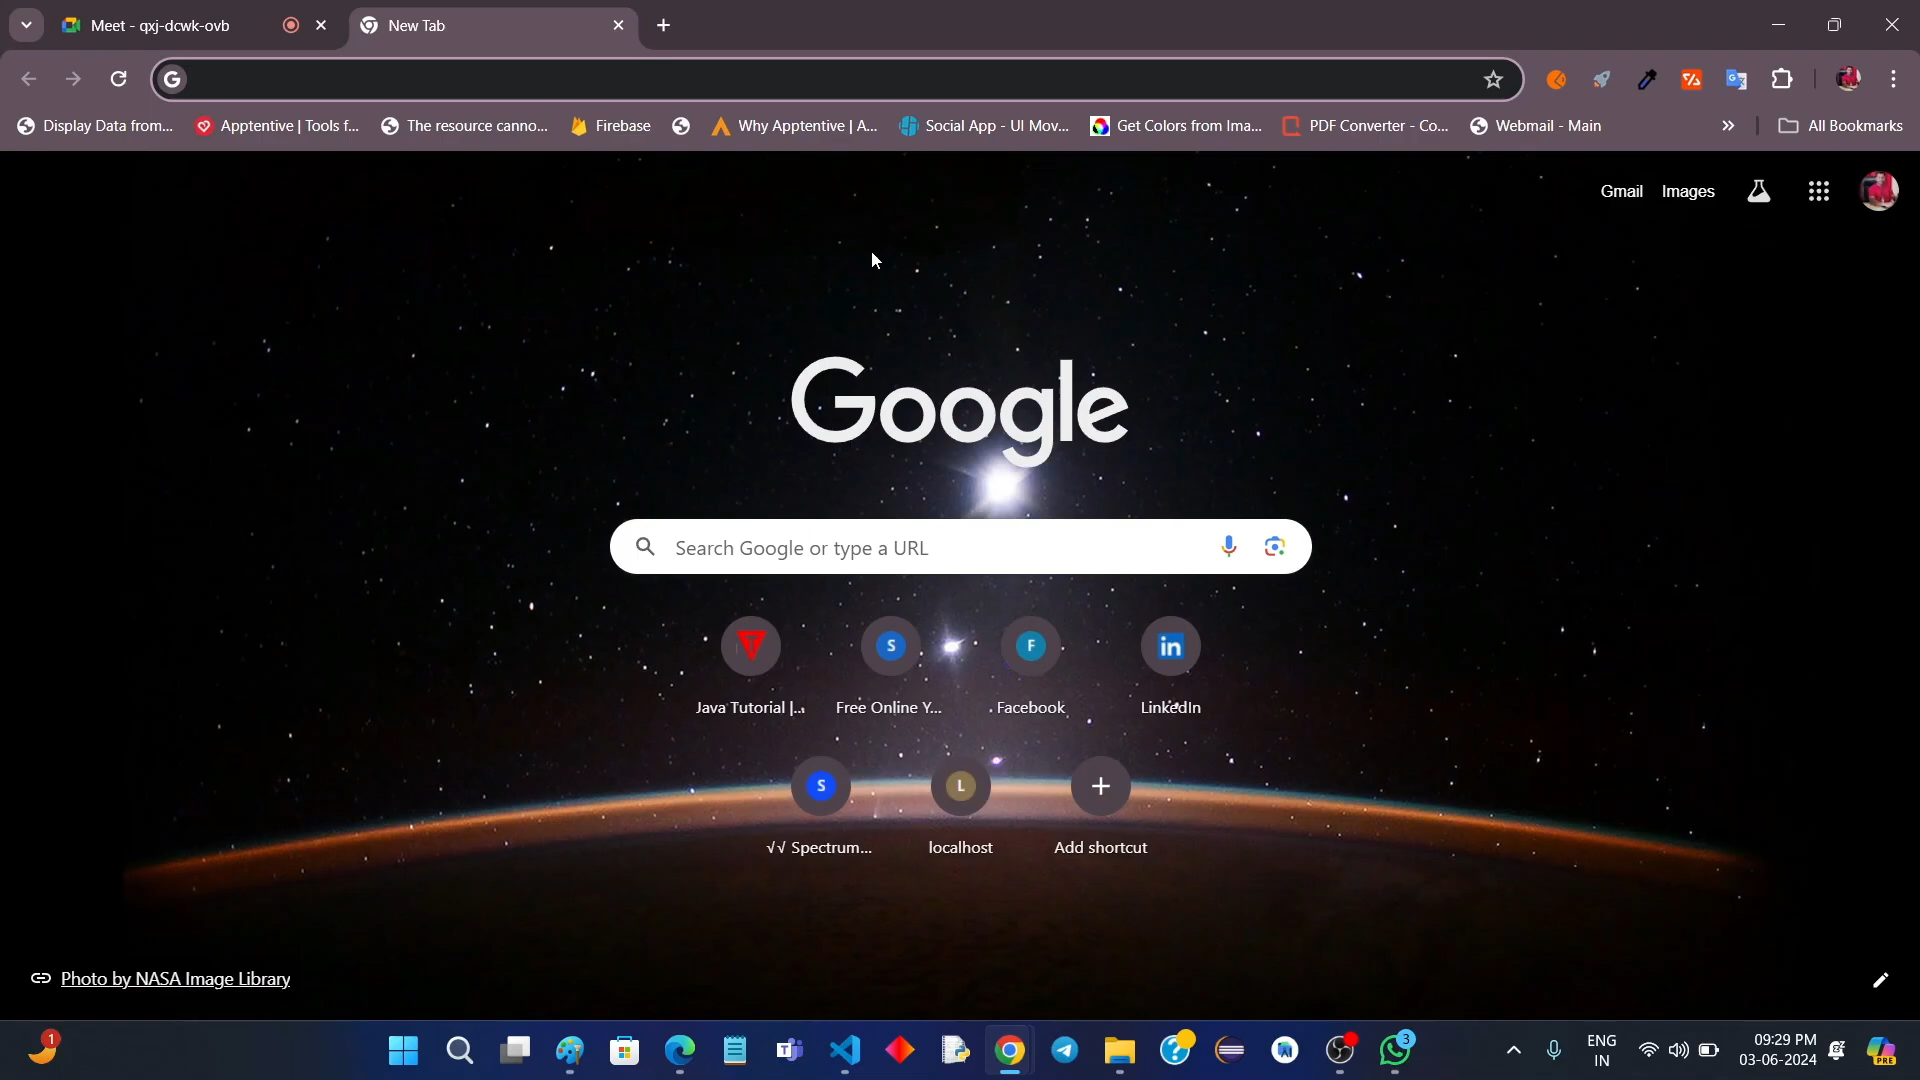 Meet - qxj-dcwk-ovb
New Tab
Display Data from...
Apptentive | Tools f...
The resource canno...
Firebase
Why Apptentive | A...
Social App - UI Mov...
Get Colors from Ima...
PDF Converter - Co...
Webmail - Main
All Bookmarks
Gmail
Images
Google
Search Google or type a URL
Java Tutorial |...
Free Online Y...
Facebook
LinkedIn
√√ Spectrum...
localhost
Add shortcut
Photo by NASA Image Library
ENG
IN
09:29 PM
03-06-2024